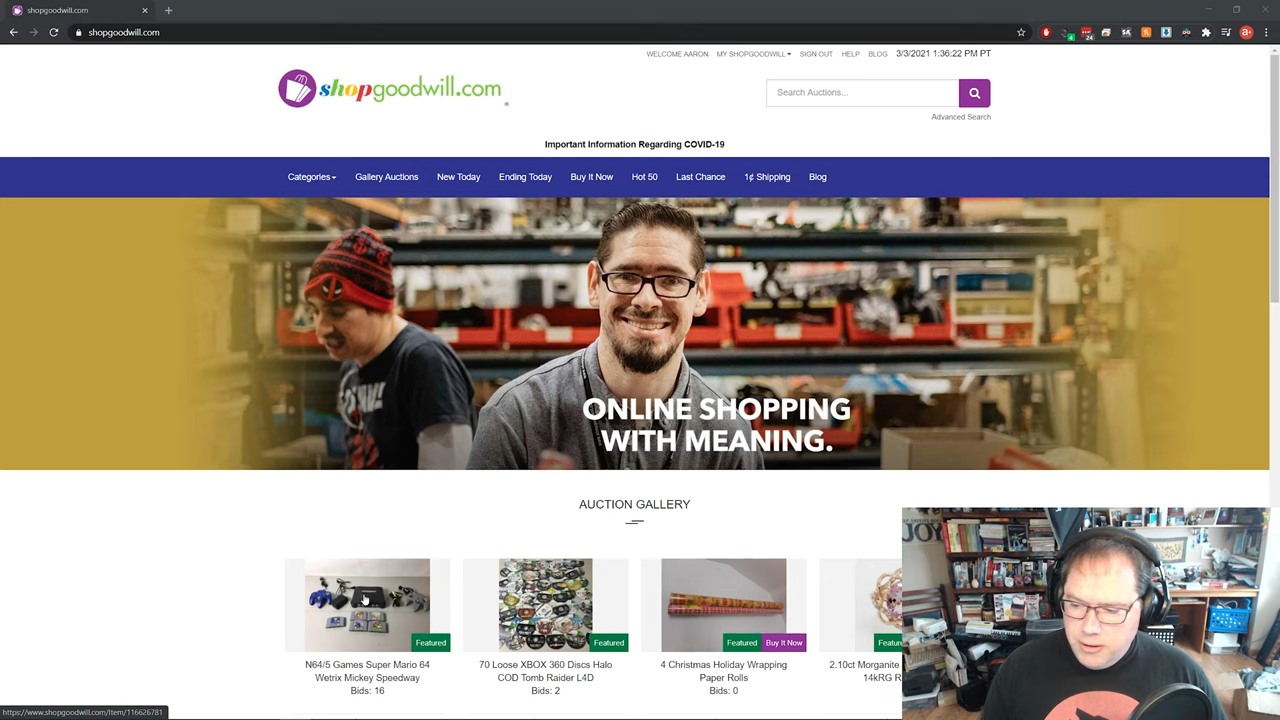 shopgoodwill.com
shopgoodwill.com
WELCOME AARON MY SHOPGOODWILL SIGN OUT HELP BLOG 3/3/2021 1:36:22 PM PT
shopgoodwill.com
Search Auctions...
Advanced Search
Important Information Regarding COVID-19
Categories Gallery Auctions New Today Ending Today Buy It Now Hot 50 Last Chance 1¢ Shipping Blog
ONLINE SHOPPING
WITH MEANING.
AUCTION GALLERY
Featured
Featured
Featured Buy It Now
N64/5 Games Super Mario 64
Wetrix Mickey Speedway
Bids: 16
70 Loose XBOX 360 Discs Halo
COD Tomb Raider L4D
Bids: 2
4 Christmas Holiday Wrapping
Paper Rolls
Bids: 0
2.10ct Morganite
14kRG R
JOY
https://www.shopgoodwill.com/Item/116626781